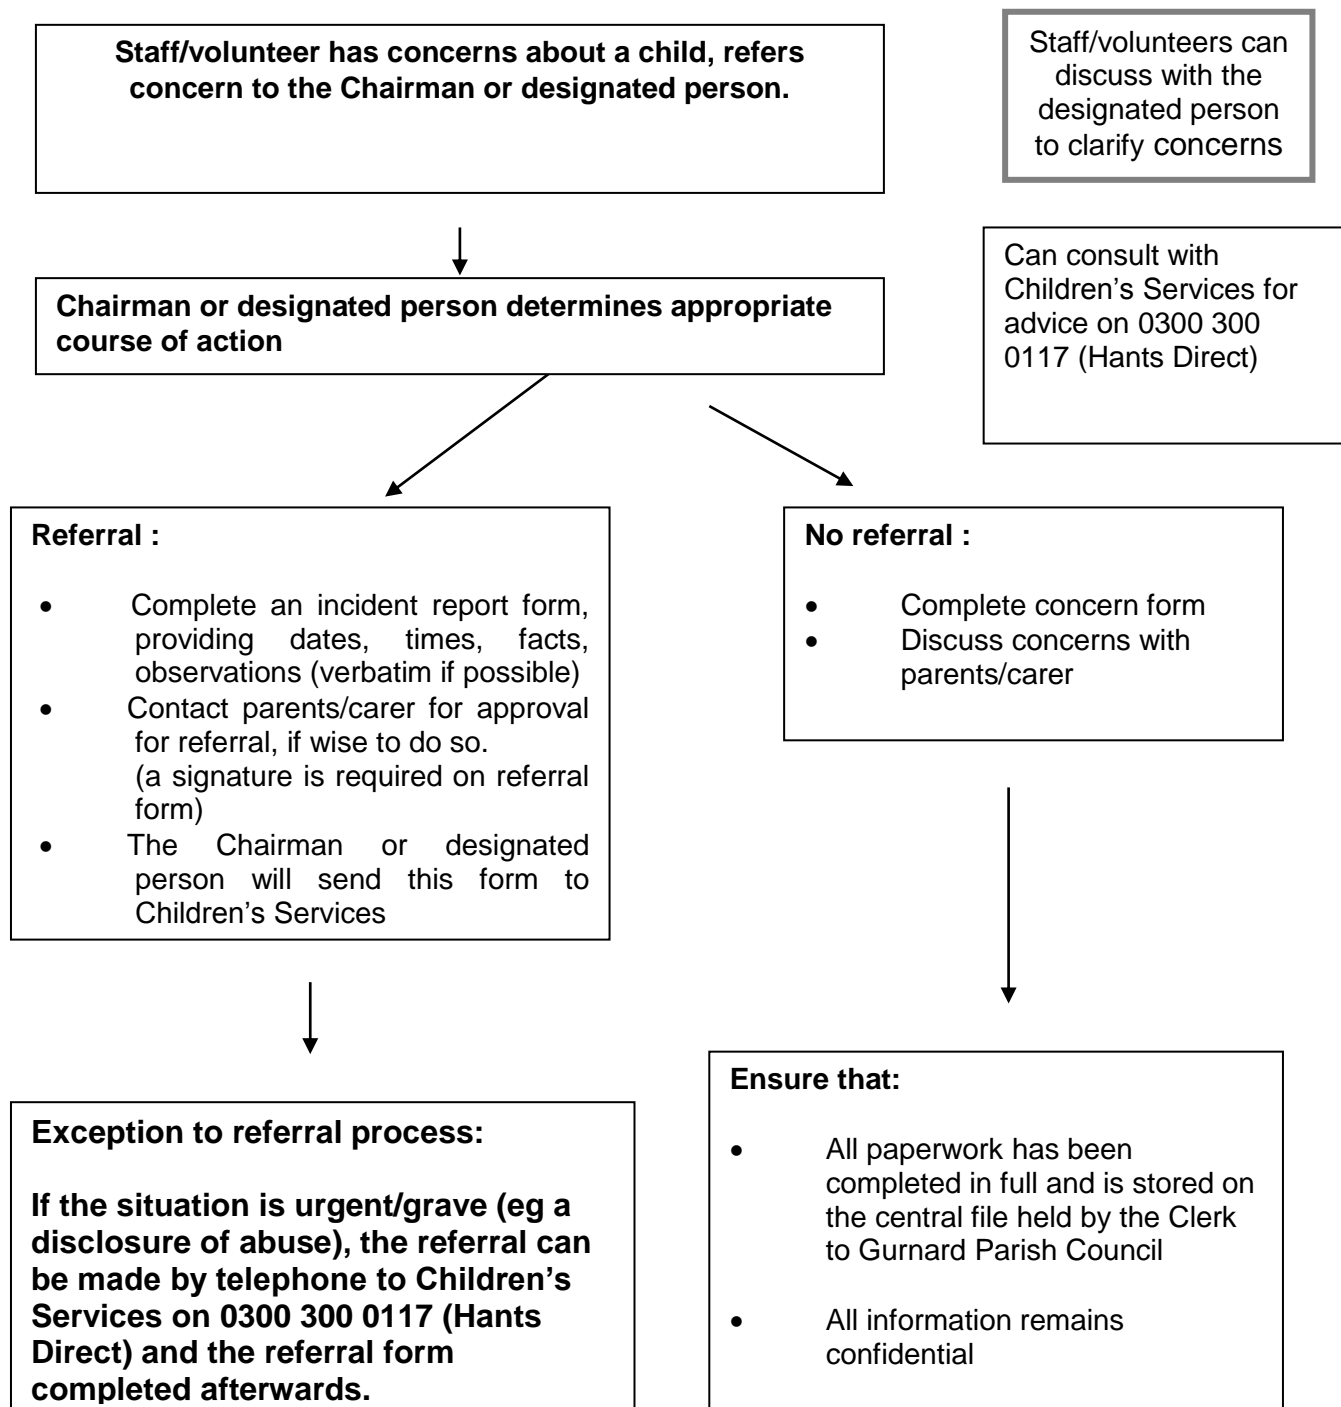 Staff/volunteer has concerns about a child, refers
concern to the Chairman or designated person.
Staff/volunteers can
discuss with the
designated person
to clarify concerns
Can consult with
Children’s Services for
advice on 0300 300
0117 (Hants Direct)
Chairman or designated person determines appropriate
course of action
Referral :
• Complete an incident report form,
providing dates, times, facts,
observations (verbatim if possible)
• Contact parents/carer for approval
for referral, if wise to do so.
(a signature is required on referral
form)
• The Chairman or designated
person will send this form to
Children’s Services
No referral :
• Complete concern form
• Discuss concerns with
parents/carer
Exception to referral process:
If the situation is urgent/grave (eg a
disclosure of abuse), the referral can
be made by telephone to Children’s
Services on 0300 300 0117 (Hants
Direct) and the referral form
completed afterwards.
Ensure that:
• All paperwork has been
completed in full and is stored on
the central file held by the Clerk
to Gurnard Parish Council
• All information remains
confidential